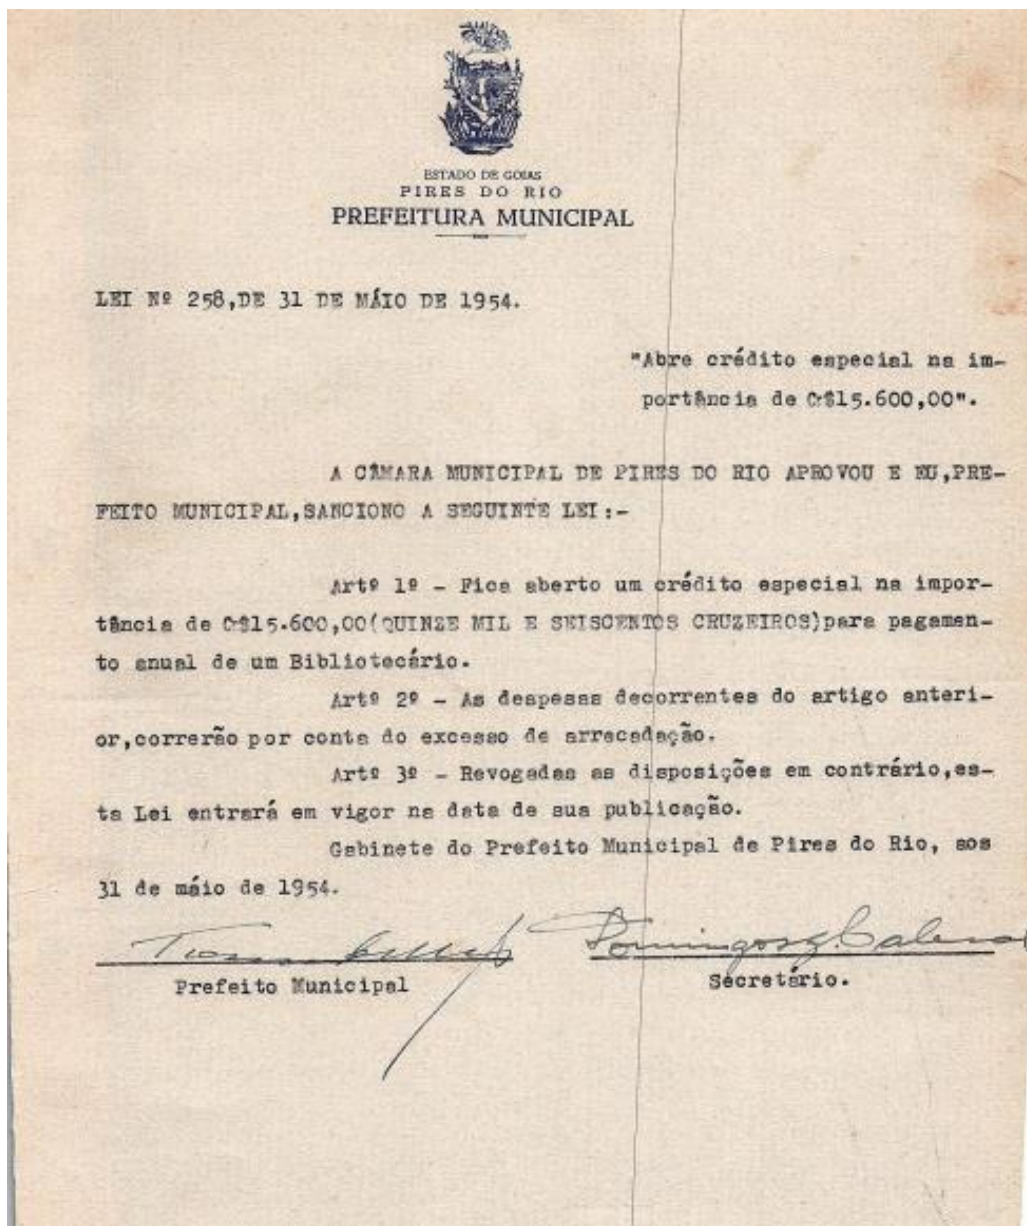 ESTADO DE GOIAS
PIRES DO RIO
PREFEITURA MUNICIPAL
LEI Nº 258,DE 31 DE MÁIO DE 1954.
"Abre crédito especial na im-
portância de Cr$15.600,00".
A CÂMARA MUNICIPAL DE PIRES DO RIO APROVOU E EU,PRE-
FEITO MUNICIPAL,SANCIONO A SEGUINTE LEI:-
Artº 1º - Fica aberto um crédito especial na impor-
tância de Cr$15.600,00(QUINZE MIL E SEISCENTOS CRUZEIROS)para pagamen-
to anual de um Bibliotecário.
Artº 2º - As despesas decorrentes do artigo anteri-
or,correrão por conta do excesso de arrecadação.
Artº 3º - Revogadas as disposições em contrário,es-
ta Lei entrará em vigor na data de sua publicação.
Gabinete do Prefeito Municipal de Pires do Rio, aos
31 de máio de 1954.
Domingos
Prefeito Municipal
Secretário.